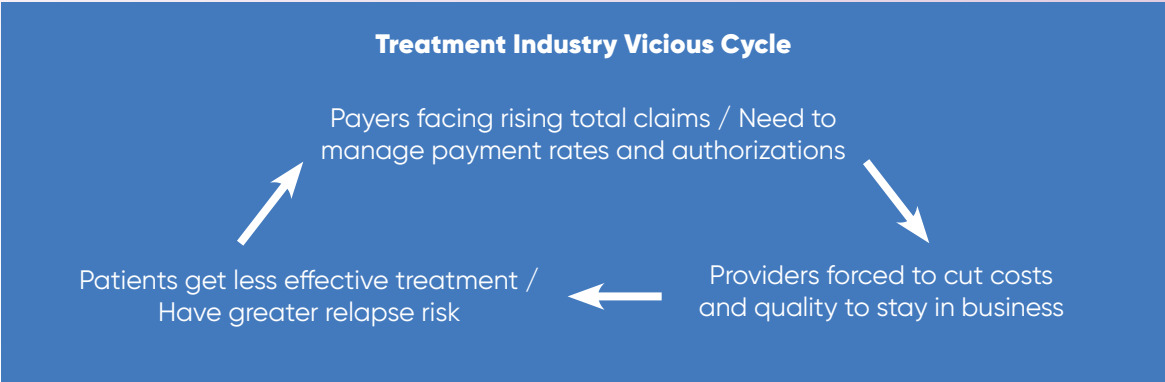 Treatment Industry Vicious Cycle
Payers facing rising total claims / Need to
manage payment rates and authorizations
Providers forced to cut costs
and quality to stay in business
Patients get less effective treatment /
Have greater relapse risk